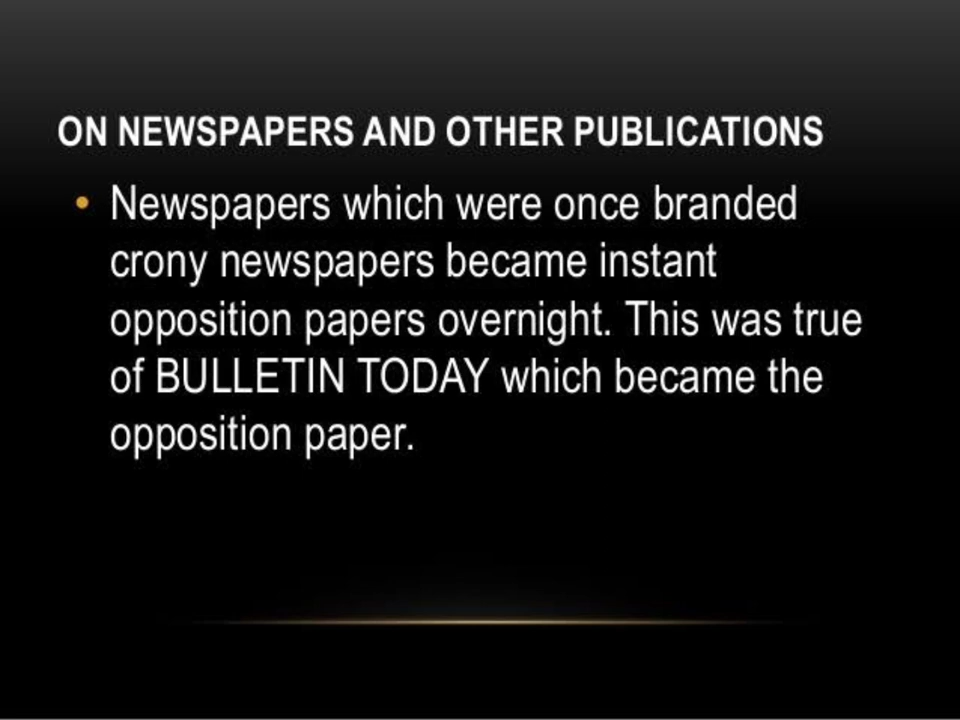 ON NEWSPAPERS AND OTHER PUBLICATIONS
• Newspapers which were once branded
crony newspapers became instant
opposition papers overnight. This was true
of BULLETIN TODAY which became the
opposition paper.